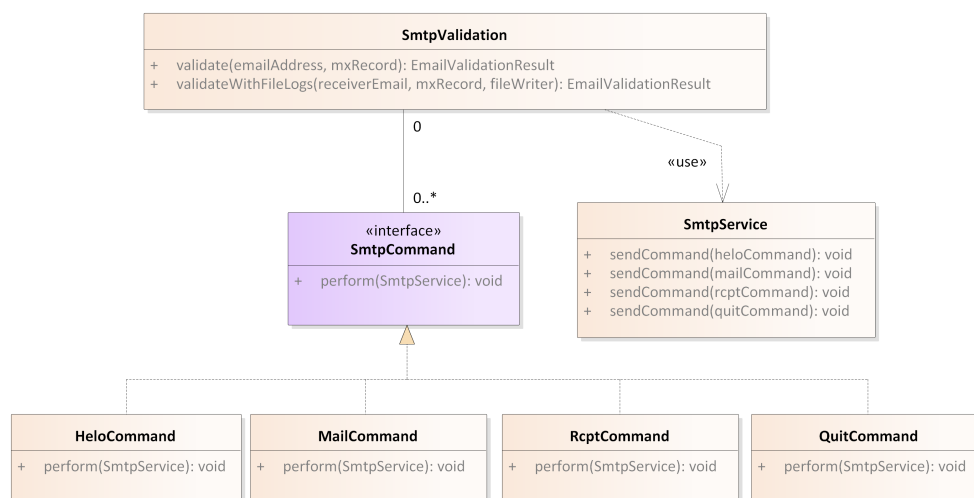 SmtpValidation
+ validate(emailAddress, mxRecord): EmailValidationResult
+ validateWithFileLogs(receiverEmail, mxRecord, fileWriter): EmailValidationResult
0
«use»
0..*
«interface»
SmtpCommand
+ perform(SmtpService): void
SmtpService
+ sendCommand(heloCommand): void
+ sendCommand(mailCommand): void
+ sendCommand(rcptCommand): void
+ sendCommand(quitCommand): void
HeloCommand
+ perform(SmtpService): void
MailCommand
+ perform(SmtpService): void
RcptCommand
+ perform(SmtpService): void
QuitCommand
+ perform(SmtpService): void